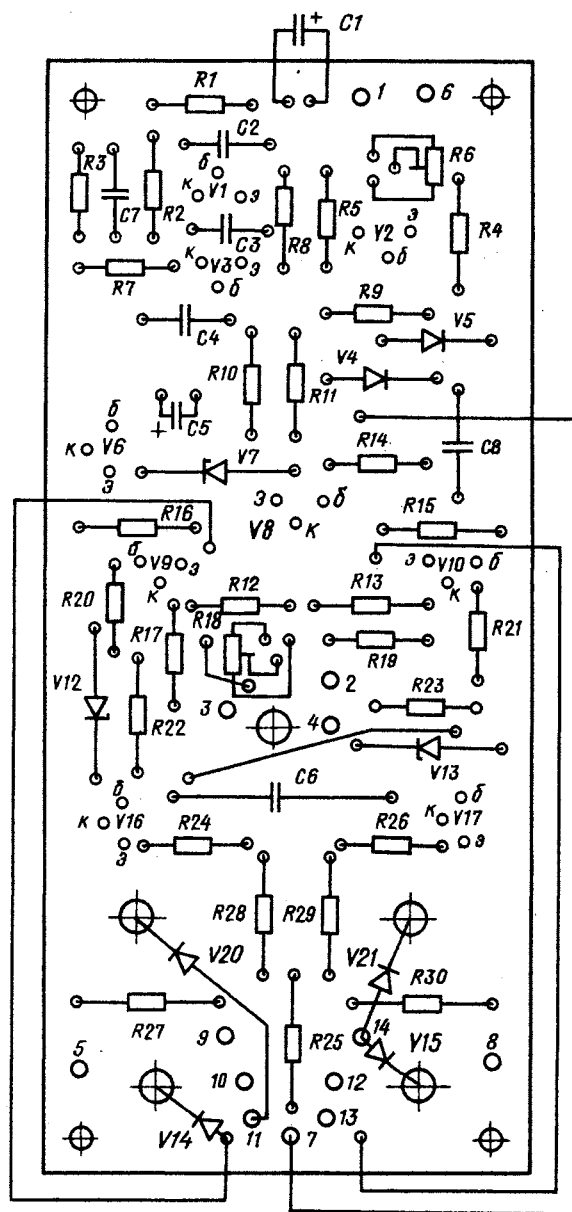 + C1
R1
1
6
C2
R3
б
R6
к V1 э
C7
R2
R5
э
R4
C3
R8
к
V2
к V3 э
б
б
R7
R9
V5
C4
V4
R10
R11
б
+
C5
C8
к V6
V7
R14
э
э
б
R16
V8 к
R15
б V9 э
э V10 б
к
к
R20
R12
R13
R17
R18
R21
R19
V12
2
R23
3
R22
4
V13
C6
б
б
к V16
к V17
э
R24
R26
э
R28
R29
V20
V21
R30
R27
9
14
5
R25
V15
8
10
12
13
V14
11
7